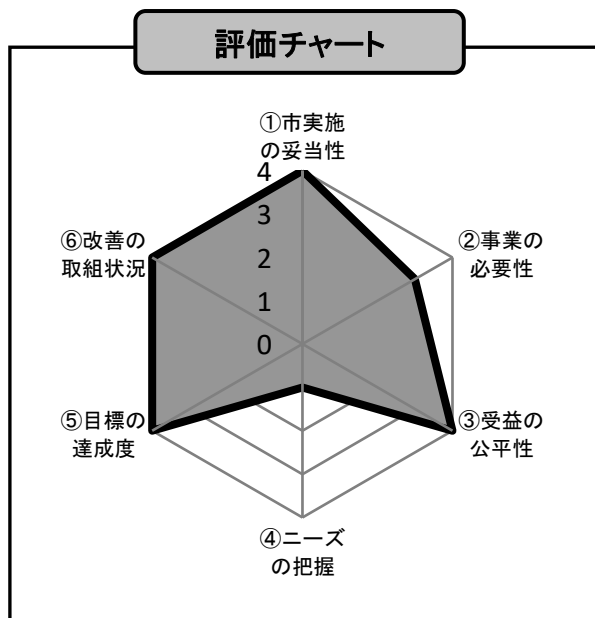 評価チャート
①市実施
の妥当性
4
3
2
1
0
②事業の
必要性
③受益の
公平性
④ニーズ
の把握
⑤目標の
達成度
⑥改善の
取組状況